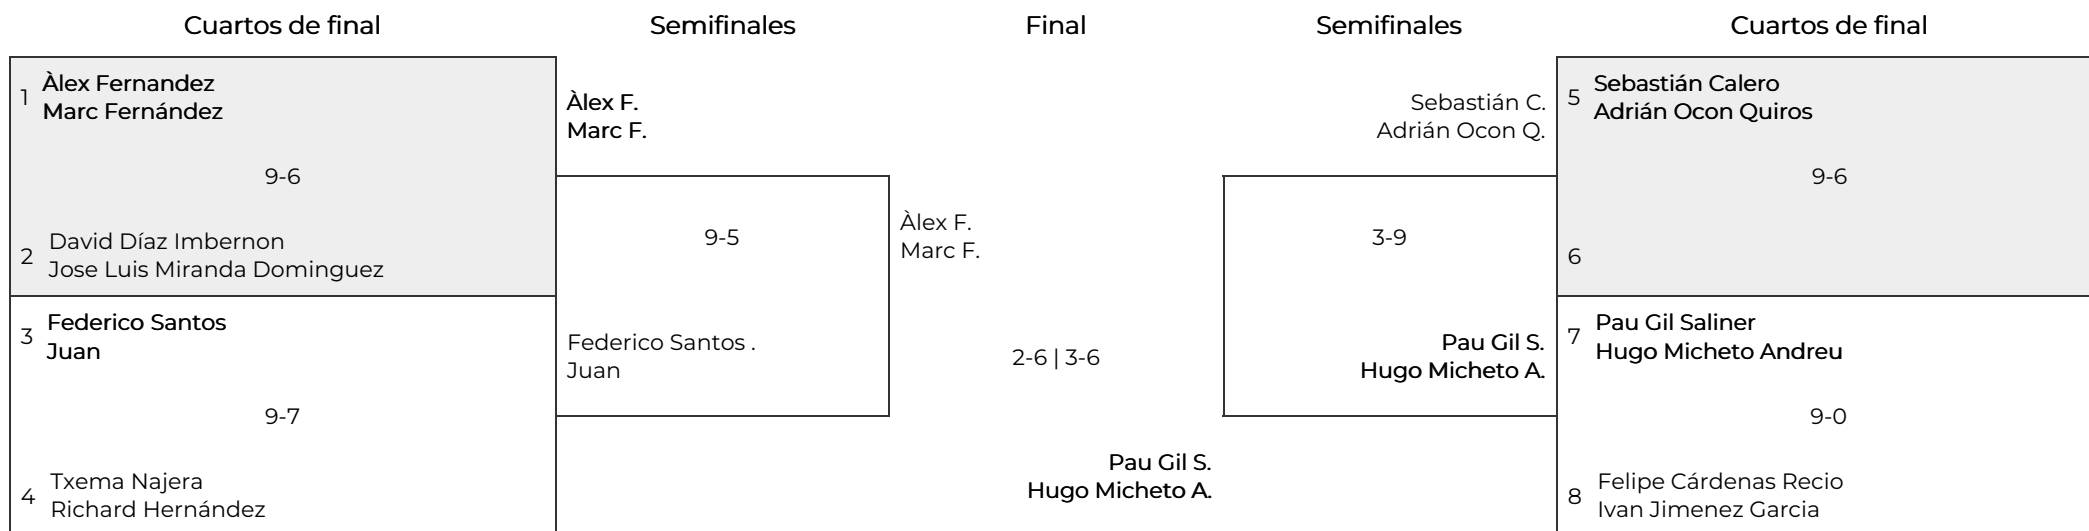 Cuartos de final
Semifinales
Final
Semifinales
Cuartos de final
1
Àlex Fernandez
Marc Fernández
9-6
2
David Díaz Imbernon
Jose Luis Miranda Dominguez
3
Federico Santos
Juan
9-7
4
Txema Najera
Richard Hernández
Àlex F.
Marc F.
9-5
Federico Santos .
Juan
Àlex F.
Marc F.
2-6 | 3-6
Pau Gil S.
Hugo Micheto A.
Sebastián C.
Adrián Ocon Q.
3-9
Pau Gil S.
Hugo Micheto A.
5
Sebastián Calero
Adrián Ocon Quiros
9-6
6
7
Pau Gil Saliner
Hugo Micheto Andreu
9-0
8
Felipe Cárdenas Recio
Ivan Jimenez Garcia